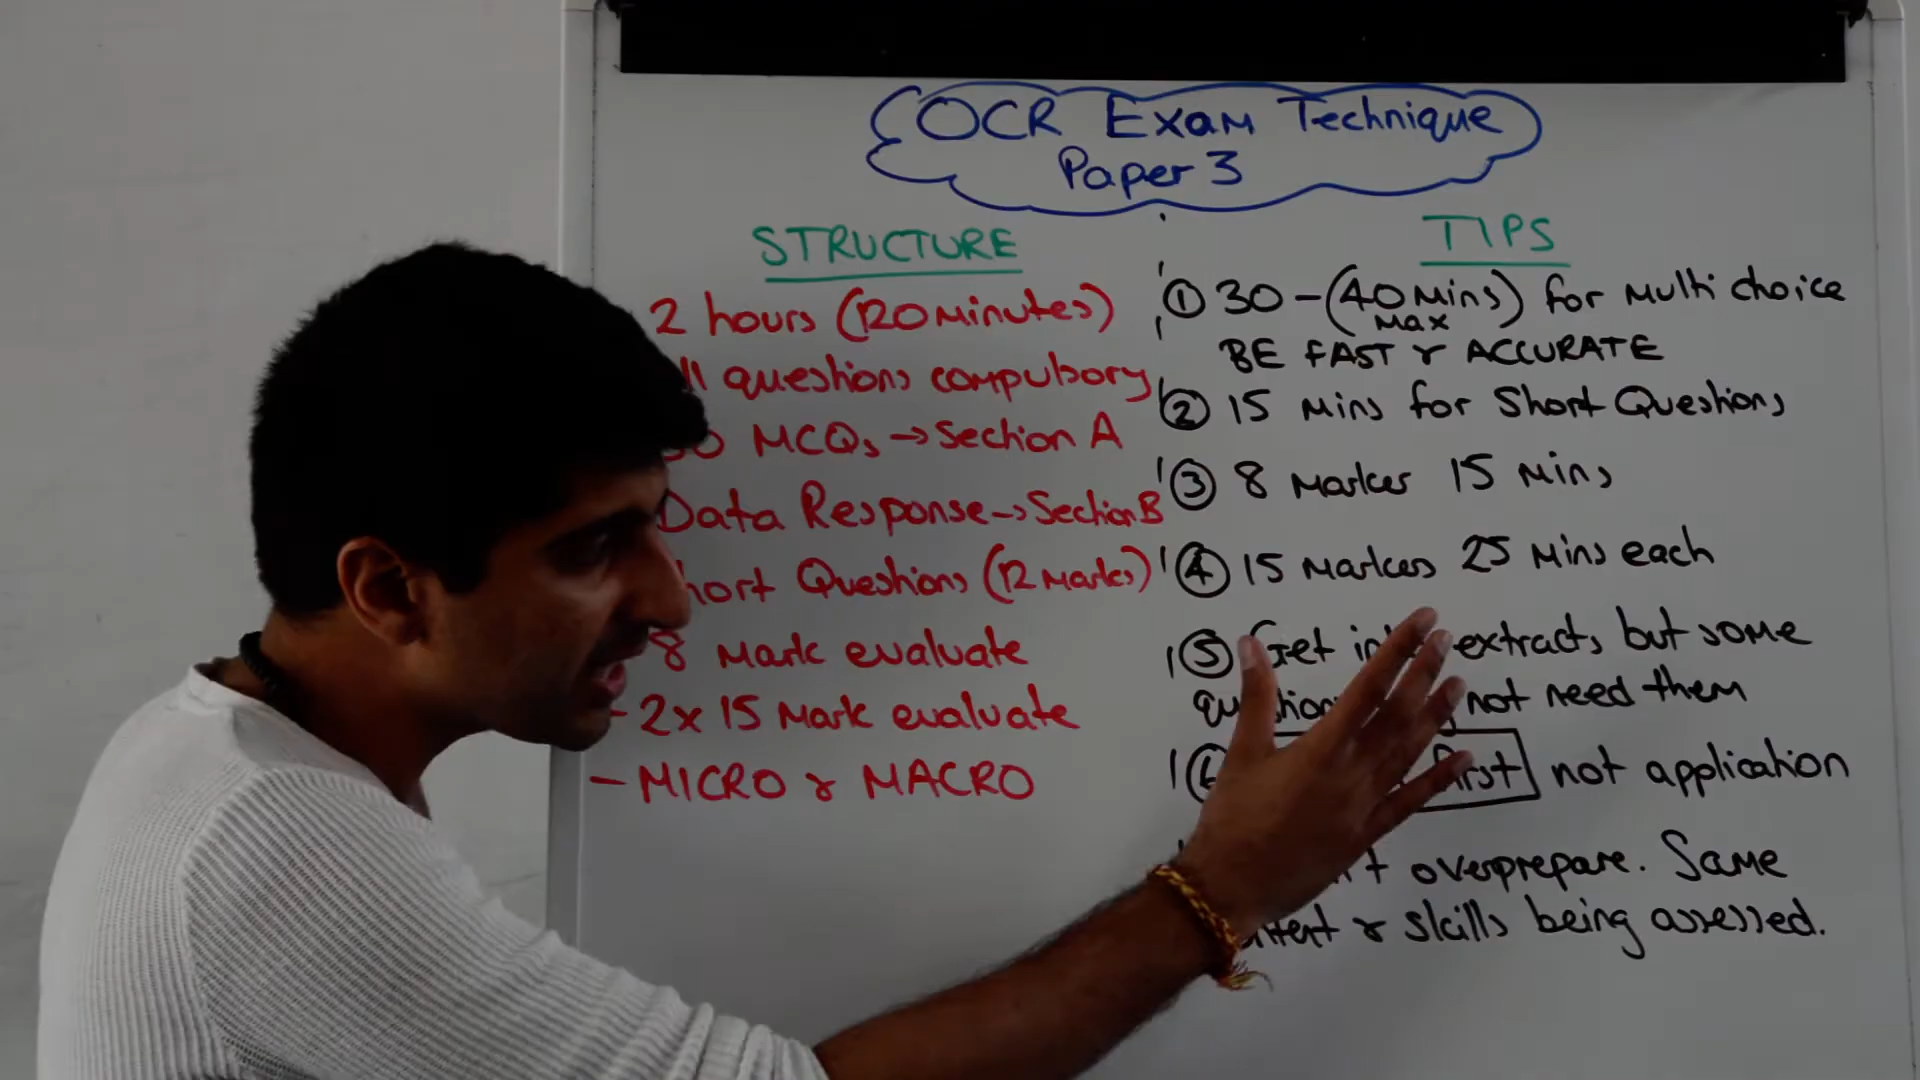 OCR Exam Technique
Paper 3
STRUCTURE
2 hours (120 minutes)
questions compulsory
MCQs → Section A
Data Response → Section B
Questions (12 Marks)
8 Mark evaluate
- 2x 15 Mark evaluate
- MICRO & MACRO
TIPS
① 30 - (40 mins) for multi choice
Max
BE FAST & ACCURATE
② 15 mins for Short Questions
③ 8 marker 15 mins
④ 15 markers 25 mins each
⑤ Get extracts but some
not need them
first not application
overprepare. Same
& skills being assessed.